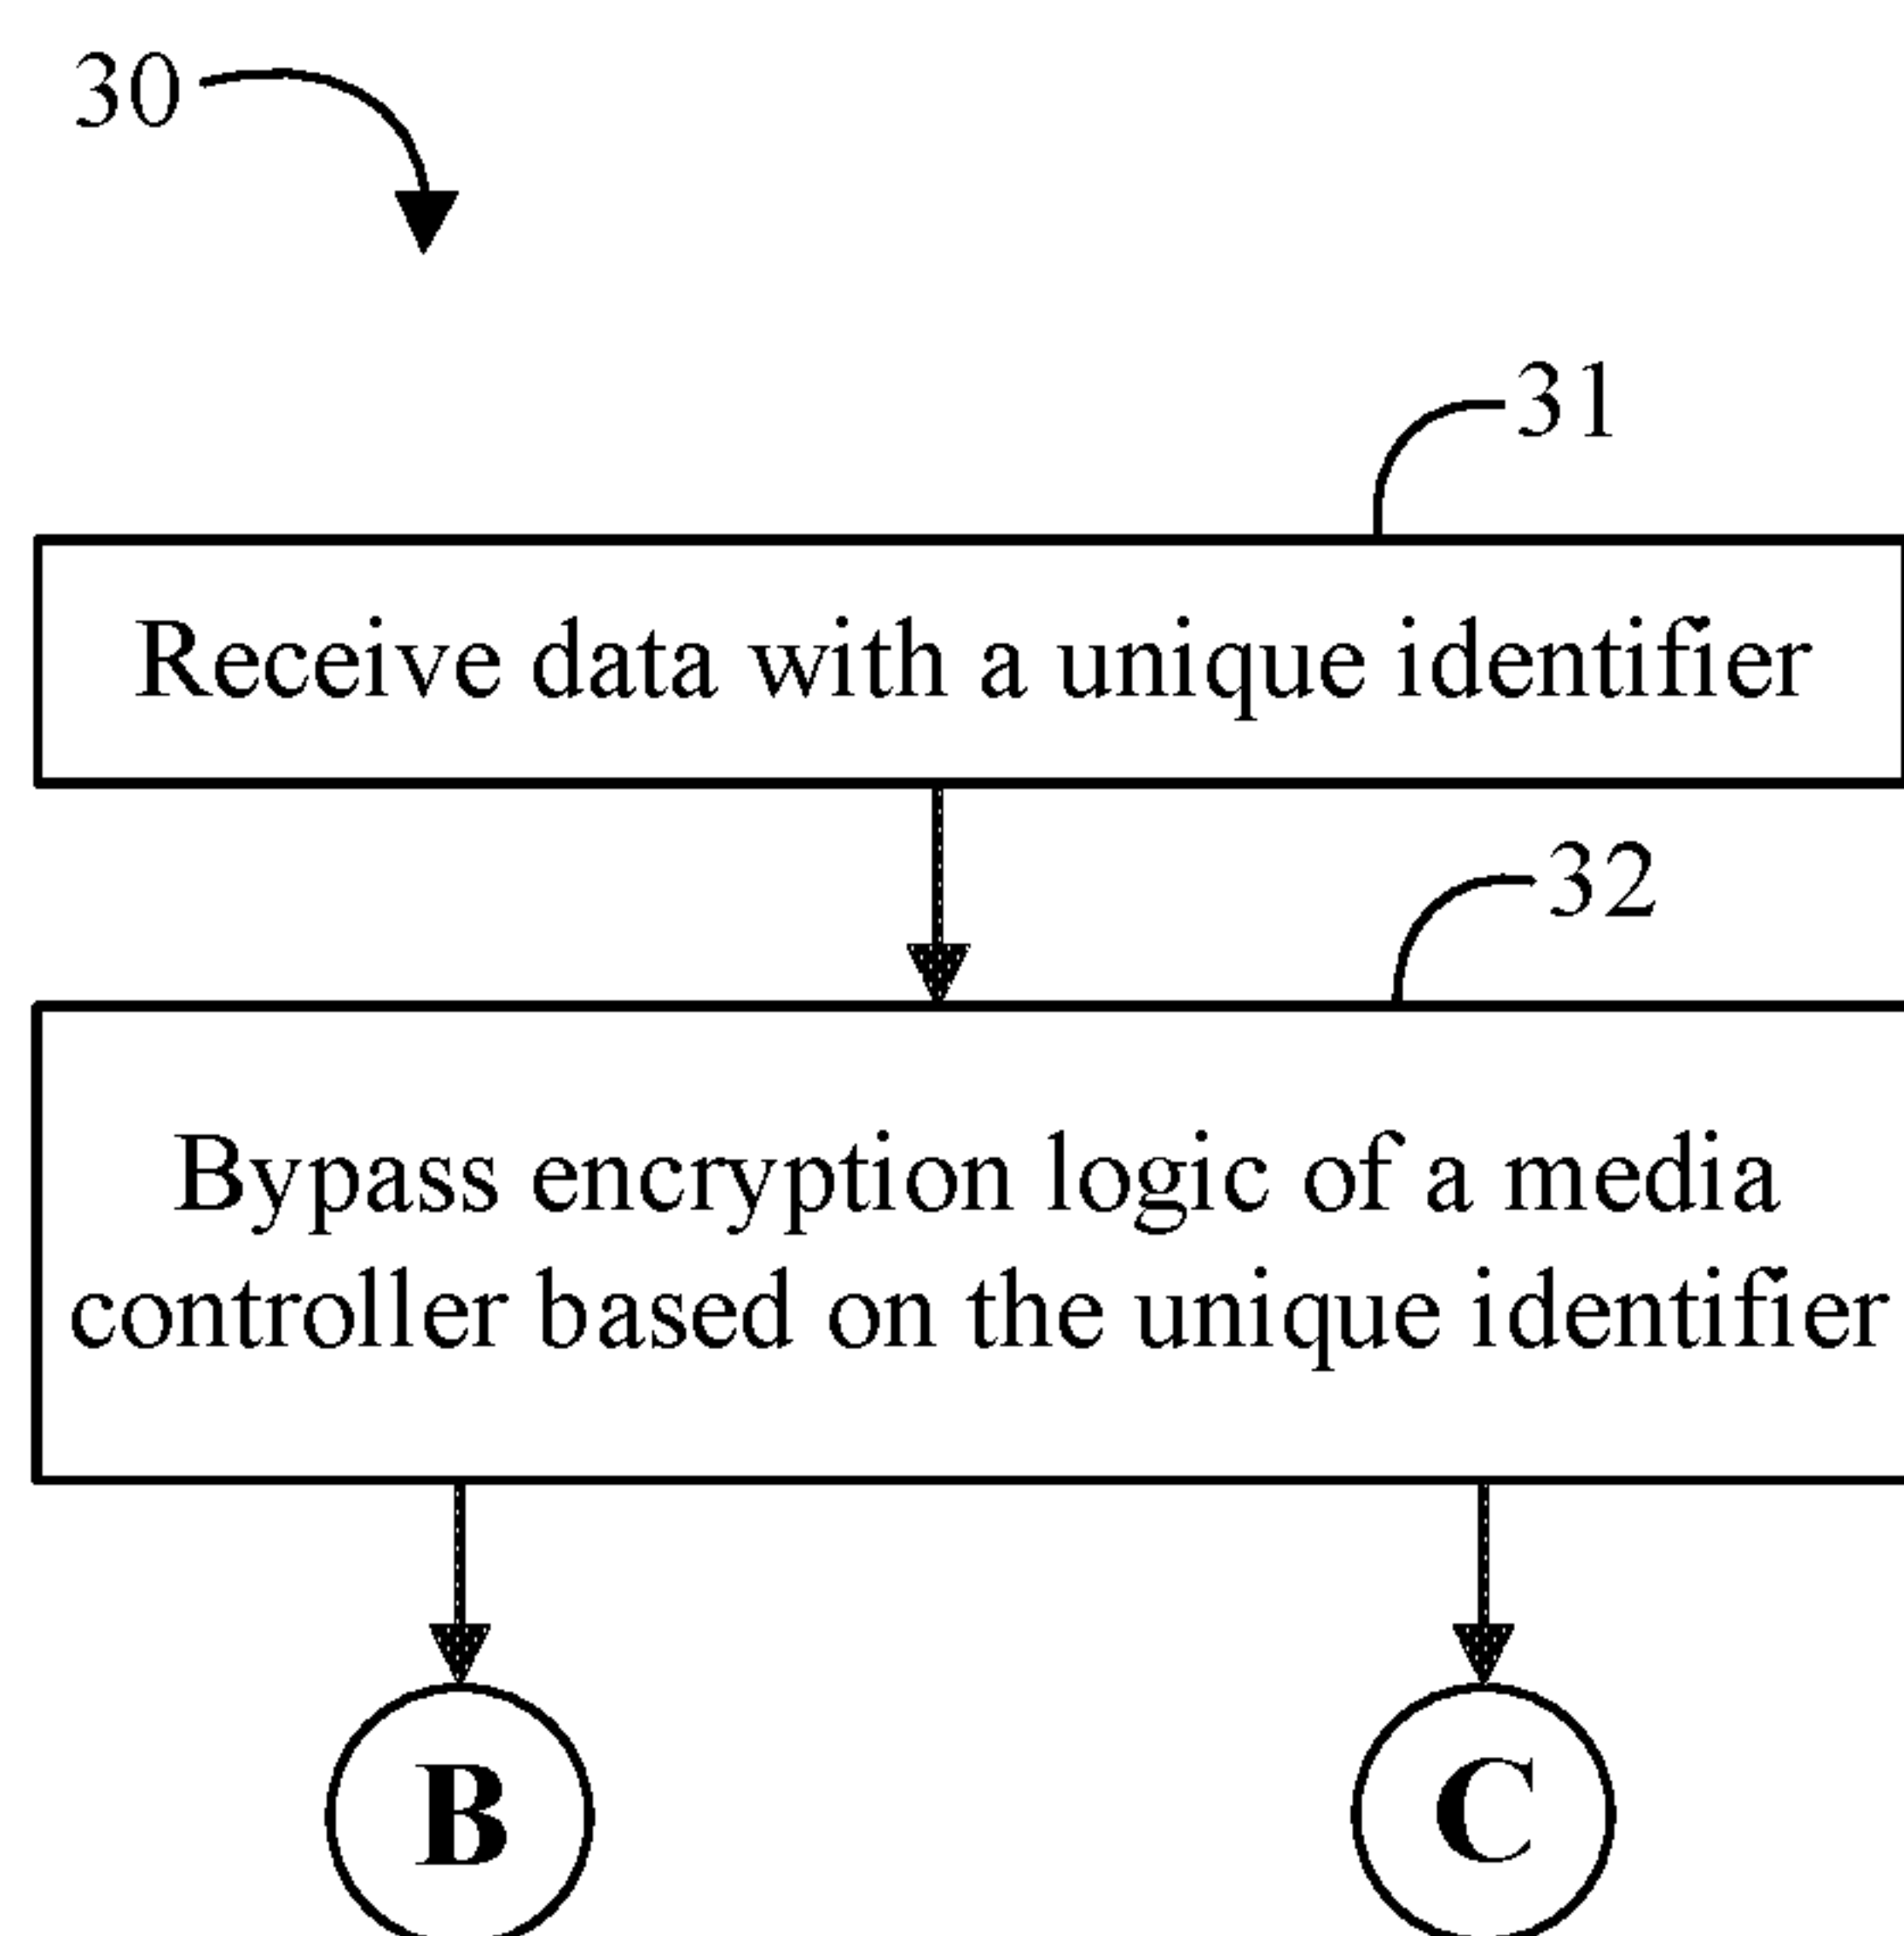 30
31
Receive data with a unique identifier
32
Bypass encryption logic of a media
controller based on the unique identifier
B
C